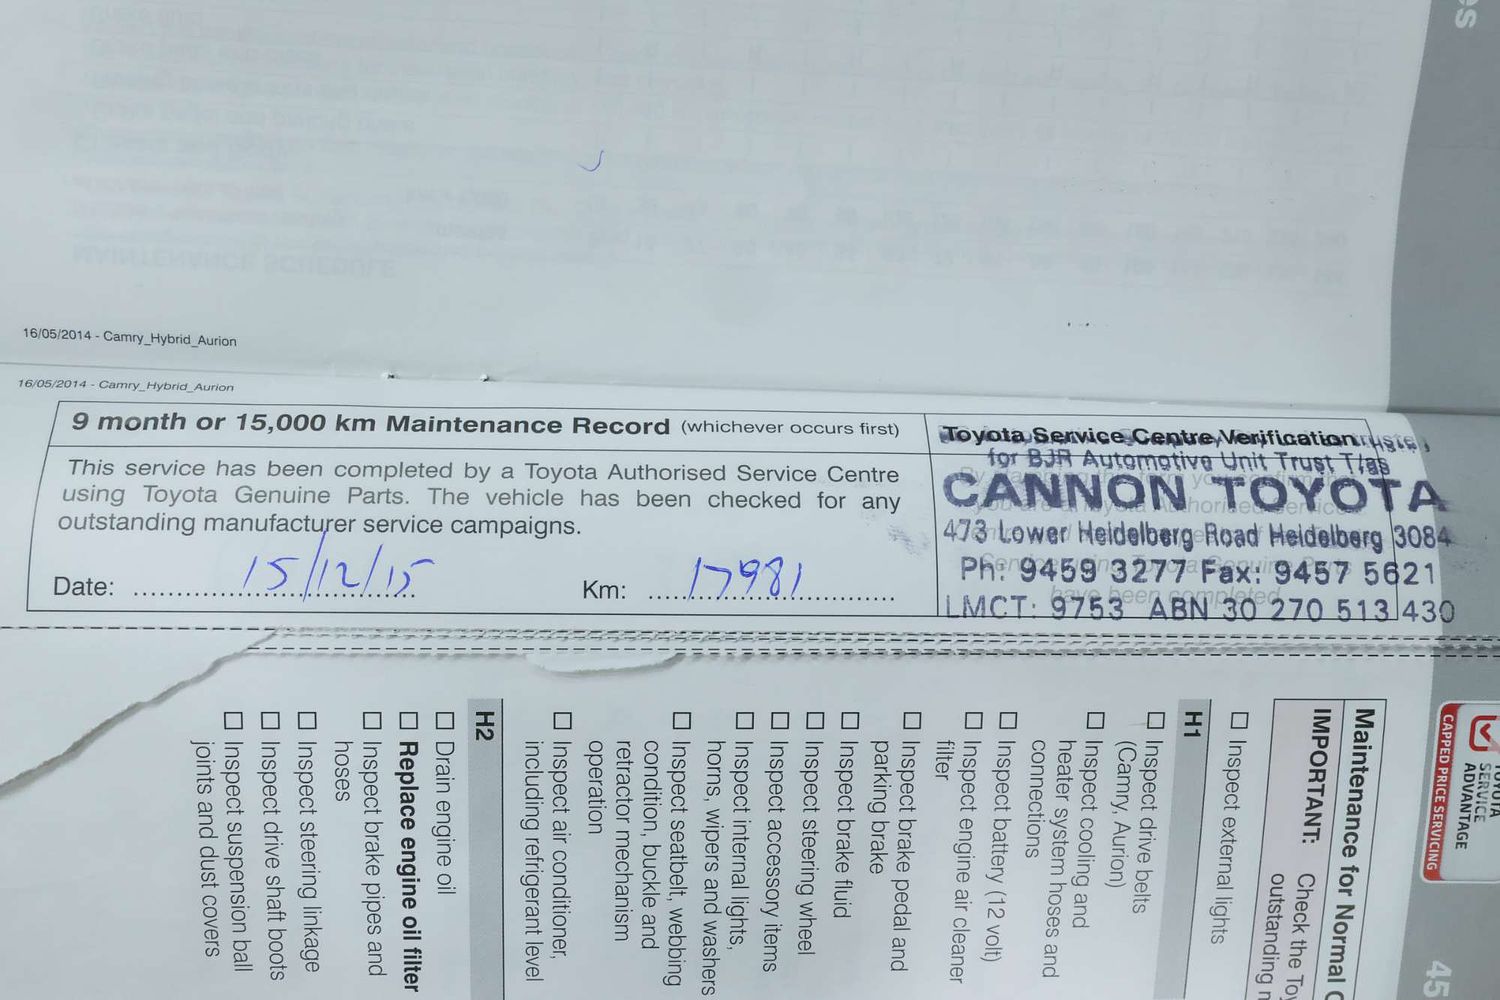 es
16/05/2014 - Camry_Hybrid_Aurion
16/05/2014 - Camry_Hybrid_Aurion
9 month or 15,000 km Maintenance Record (whichever occurs first)
This service has been completed by a Toyota Authorised Service Centre
using Toyota Genuine Parts. The vehicle has been checked for any
outstanding manufacturer service campaigns.
Date: 15/12/15 Km: 17981
Toyota Service Centre Verification
for BJR Automotive Unit Trust T/as
CANNON TOYOTA
473 Lower Heidelberg Road Heidelberg 3084
Ph: 9459 3277 Fax: 9457 5621
LMCT: 9753 ABN 30 270 513 430
TOYOTA
SERVICE
ADVANTAGE
CAPPED PRICE SERVICING
45
Maintenance for Normal
IMPORTANT: Check the
outstanding
☐ Inspect external lights
H1
☐ Inspect drive belts
(Camry, Aurion)
☐ Inspect cooling and
heater system hoses and
connections
☐ Inspect battery (12 volt)
☐ Inspect engine air cleaner
filter
☐ Inspect brake pedal and
parking brake
☐ Inspect brake fluid
☐ Inspect steering wheel
☐ Inspect accessory items
☐ Inspect internal lights,
horns, wipers and washers
☐ Inspect seatbelt, webbing
condition, buckle and
retractor mechanism
operation
☐ Inspect air conditioner,
including refrigerant level
H2
☐ Drain engine oil
☐ Replace engine oil filter
☐ Inspect brake pipes and
hoses
☐ Inspect steering linkage
☐ Inspect drive shaft boots
☐ Inspect suspension ball
joints and dust covers